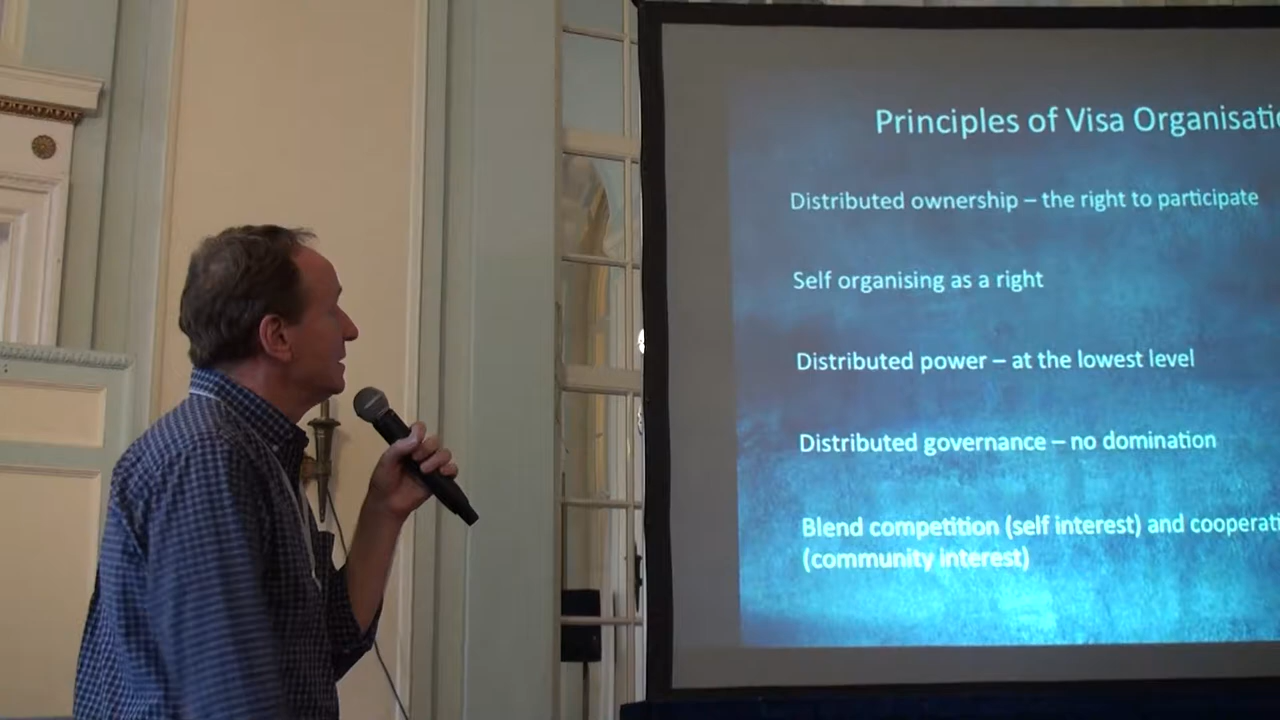 Principles of Visa Organisatio
Distributed ownership – the right to participate
Self organising as a right
Distributed power – at the lowest level
Distributed governance – no domination
Blend competition (self interest) and cooperati
(community interest)